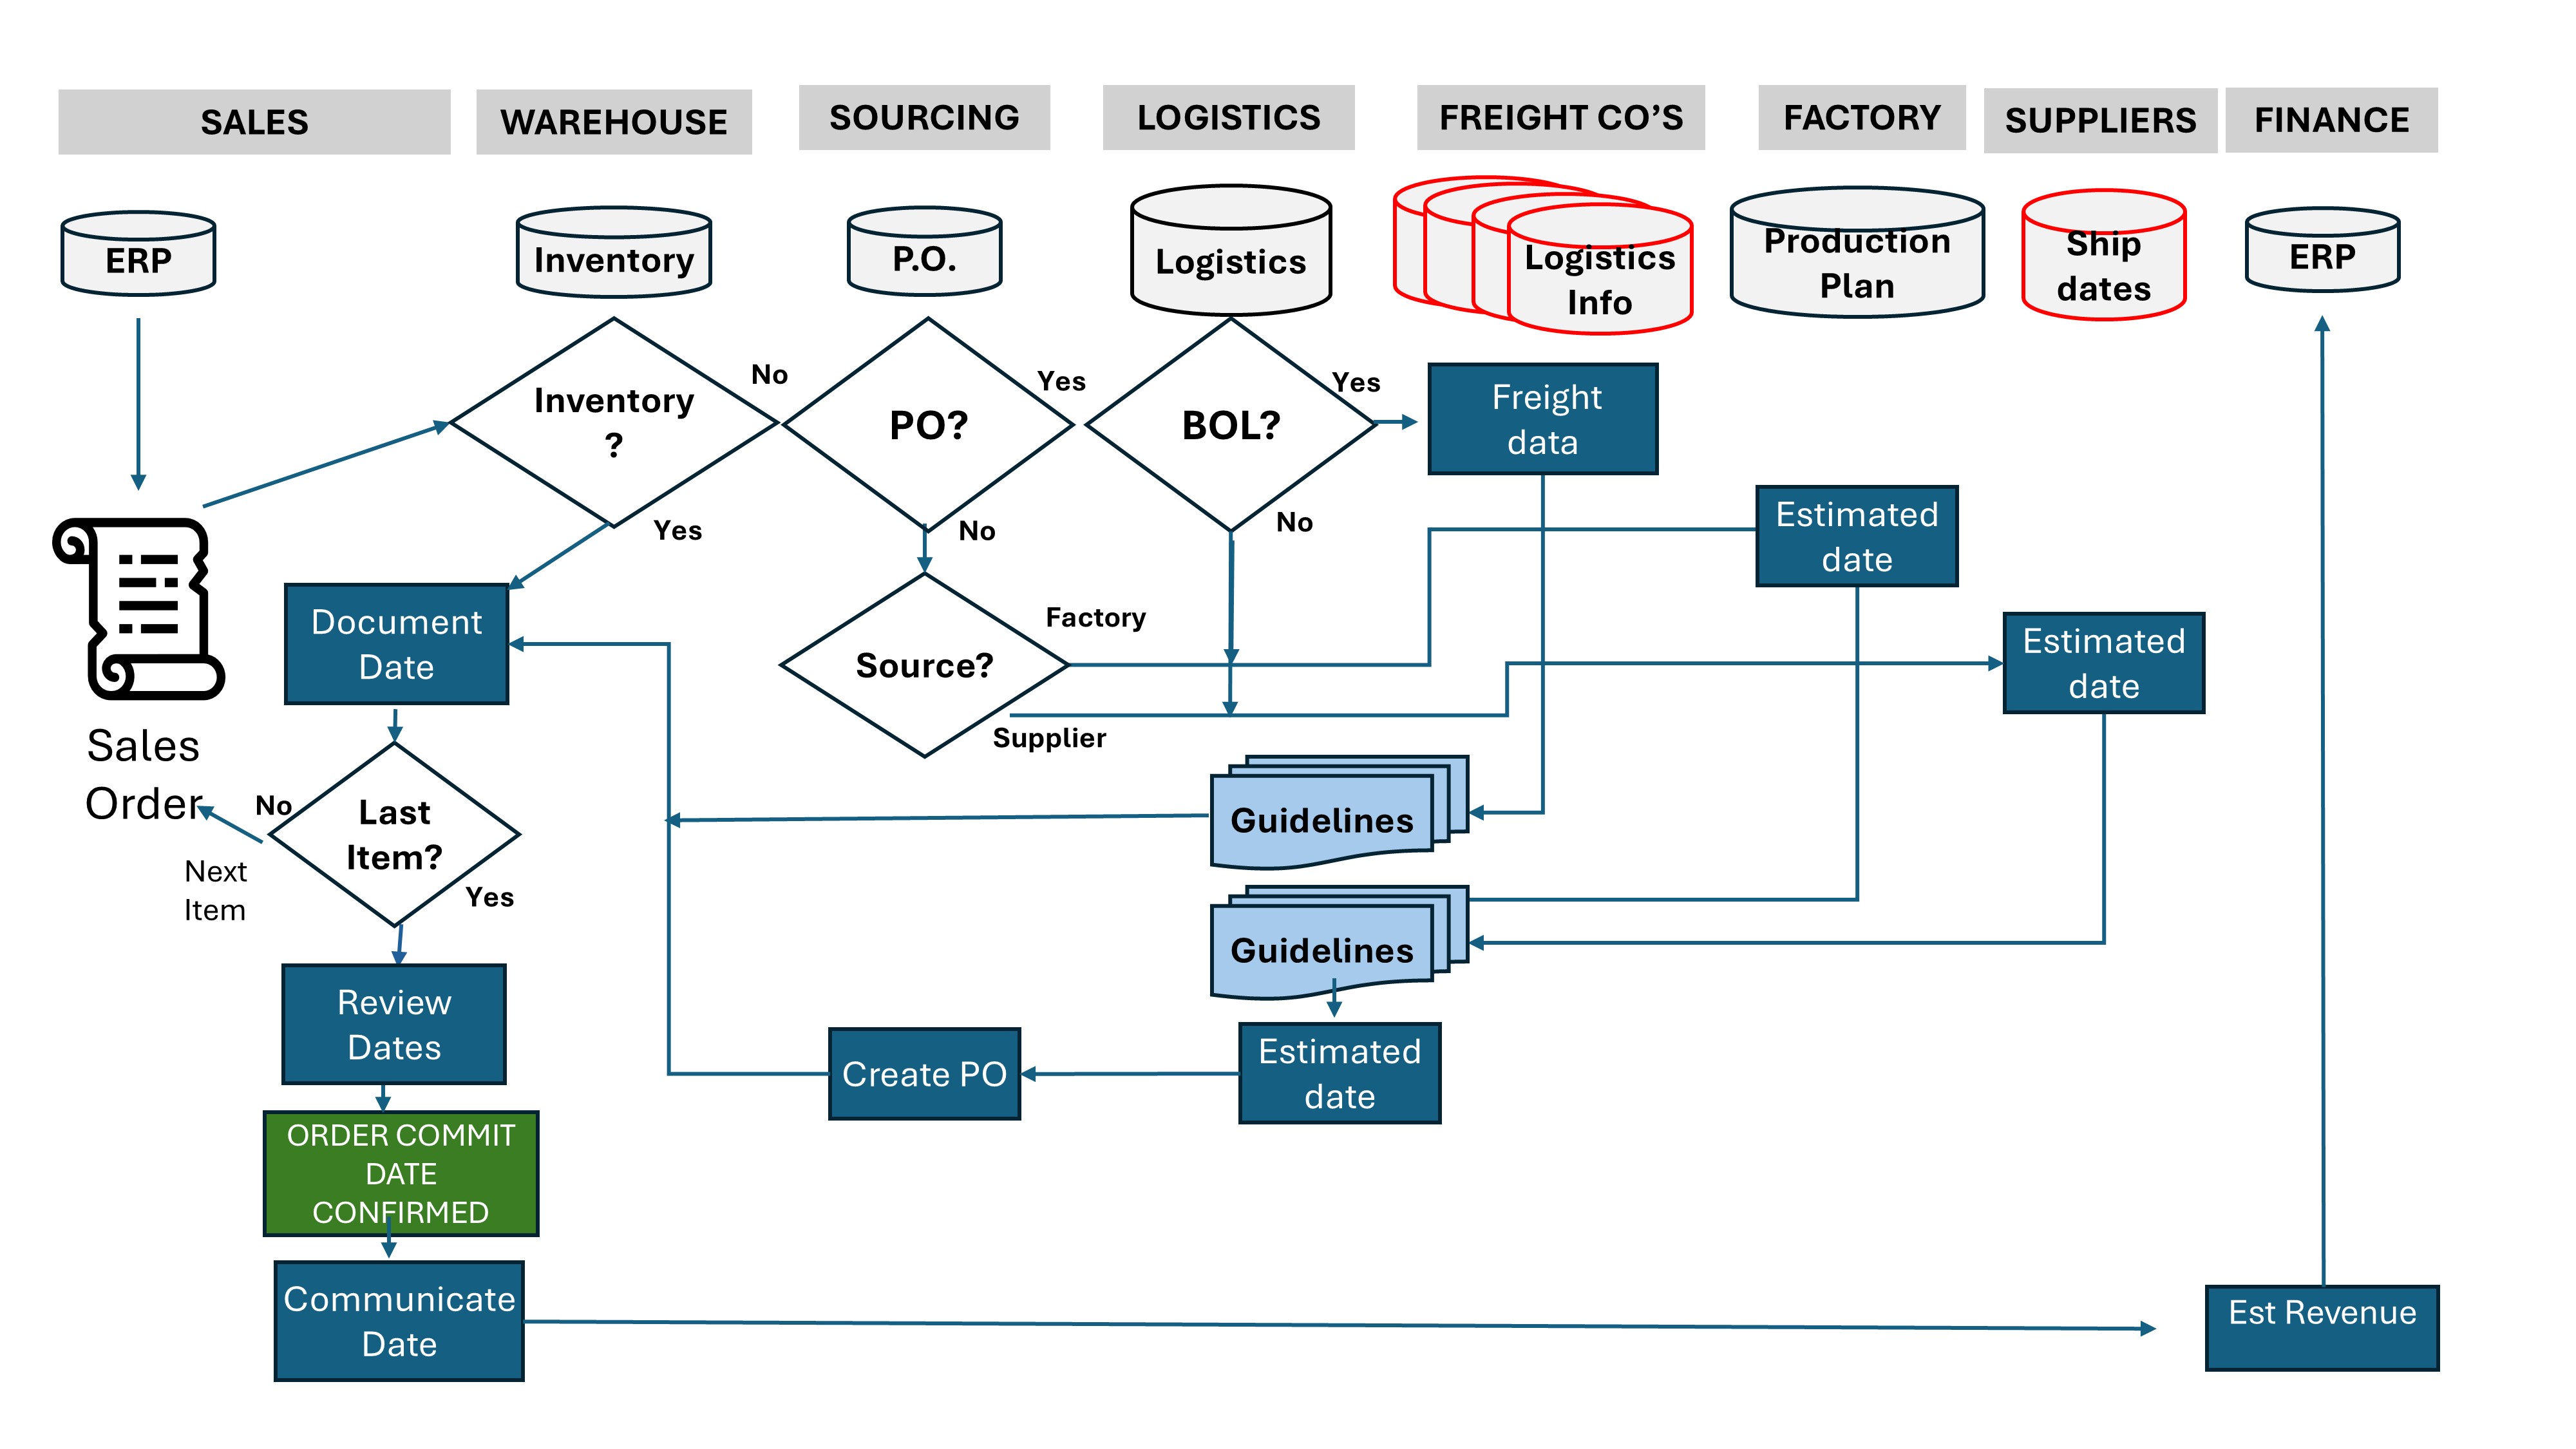 SALES
WAREHOUSE
SOURCING
LOGISTICS
FREIGHT CO’S
FACTORY
SUPPLIERS
FINANCE
ERP
Inventory
P.O.
Logistics
Logistics
Info
Production
Plan
Ship
dates
ERP
Inventory
?
No
Yes
PO?
Yes
No
BOL?
Yes
No
Freight
data
Estimated
date
Estimated
date
Source?
Factory
Supplier
Sales
Order
Document
Date
Last
Item?
No
Next
Item
Yes
Guidelines
Guidelines
Estimated
date
Create PO
Review
Dates
ORDER COMMIT
DATE
CONFIRMED
Communicate
Date
Est Revenue